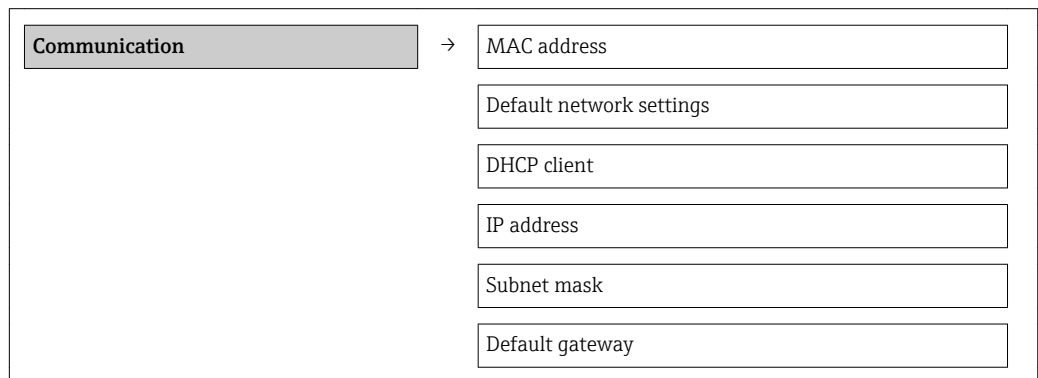 Communication → MAC address
Default network settings
DHCP client
IP address
Subnet mask
Default gateway